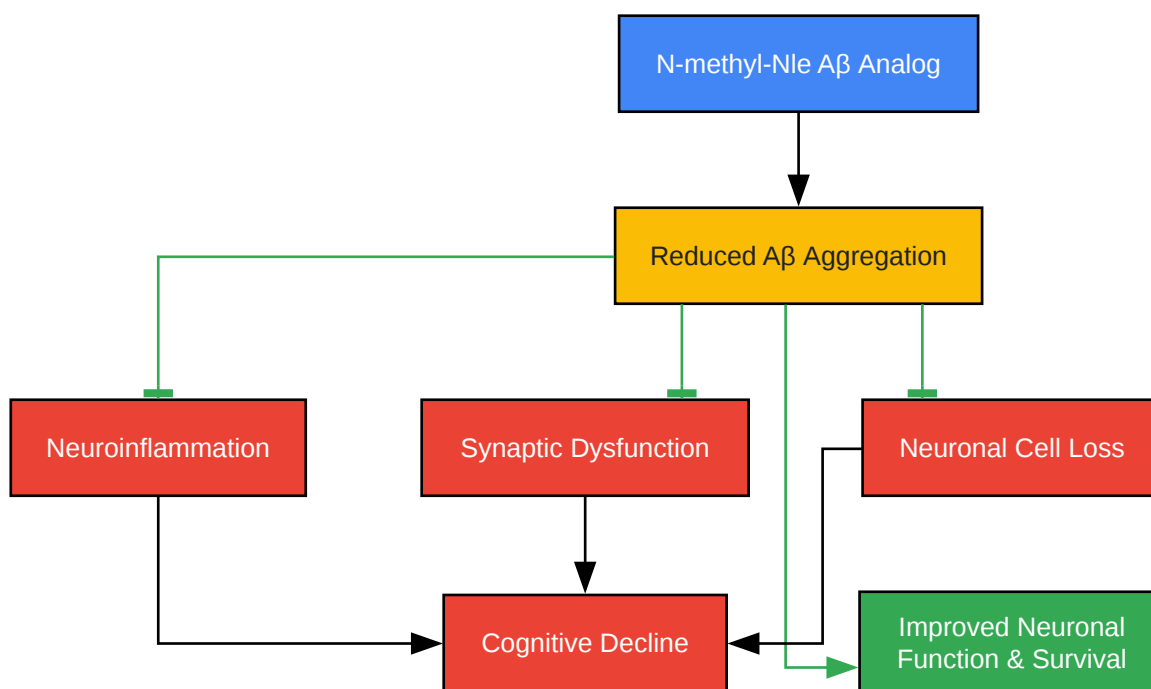 N-methyl-Nle Aβ Analog
Reduced Aβ Aggregation
Neuroinflammation
Synaptic Dysfunction
Neuronal Cell Loss
Cognitive Decline
Improved Neuronal
Function & Survival